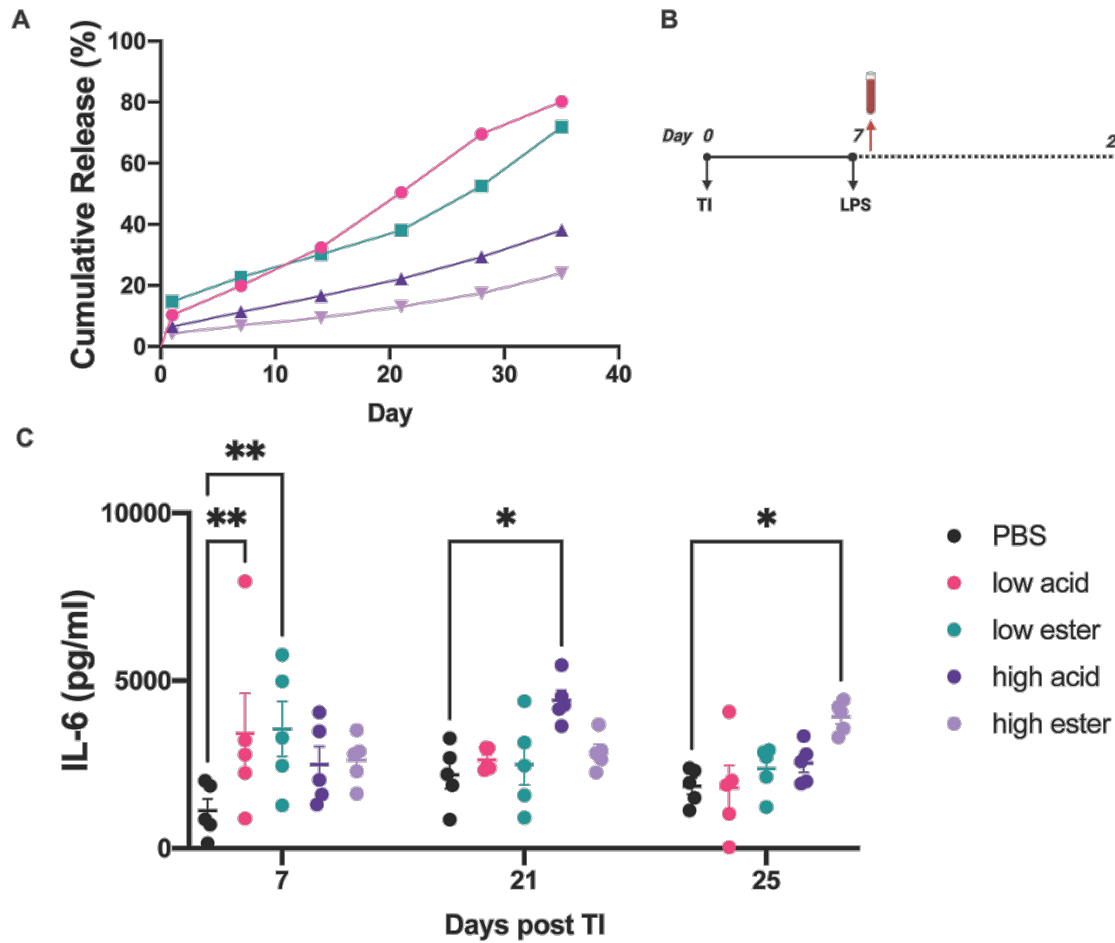 A
Cumulative Release (%)
100
80
60
40
20
0
0 10 20 30 40
Day
B
Day 0 7 2
TI LPS
C
IL-6 (pg/ml)
10000
5000
0
** ** * *
7 21 25
Days post TI
PBS
low acid
low ester
high acid
high ester